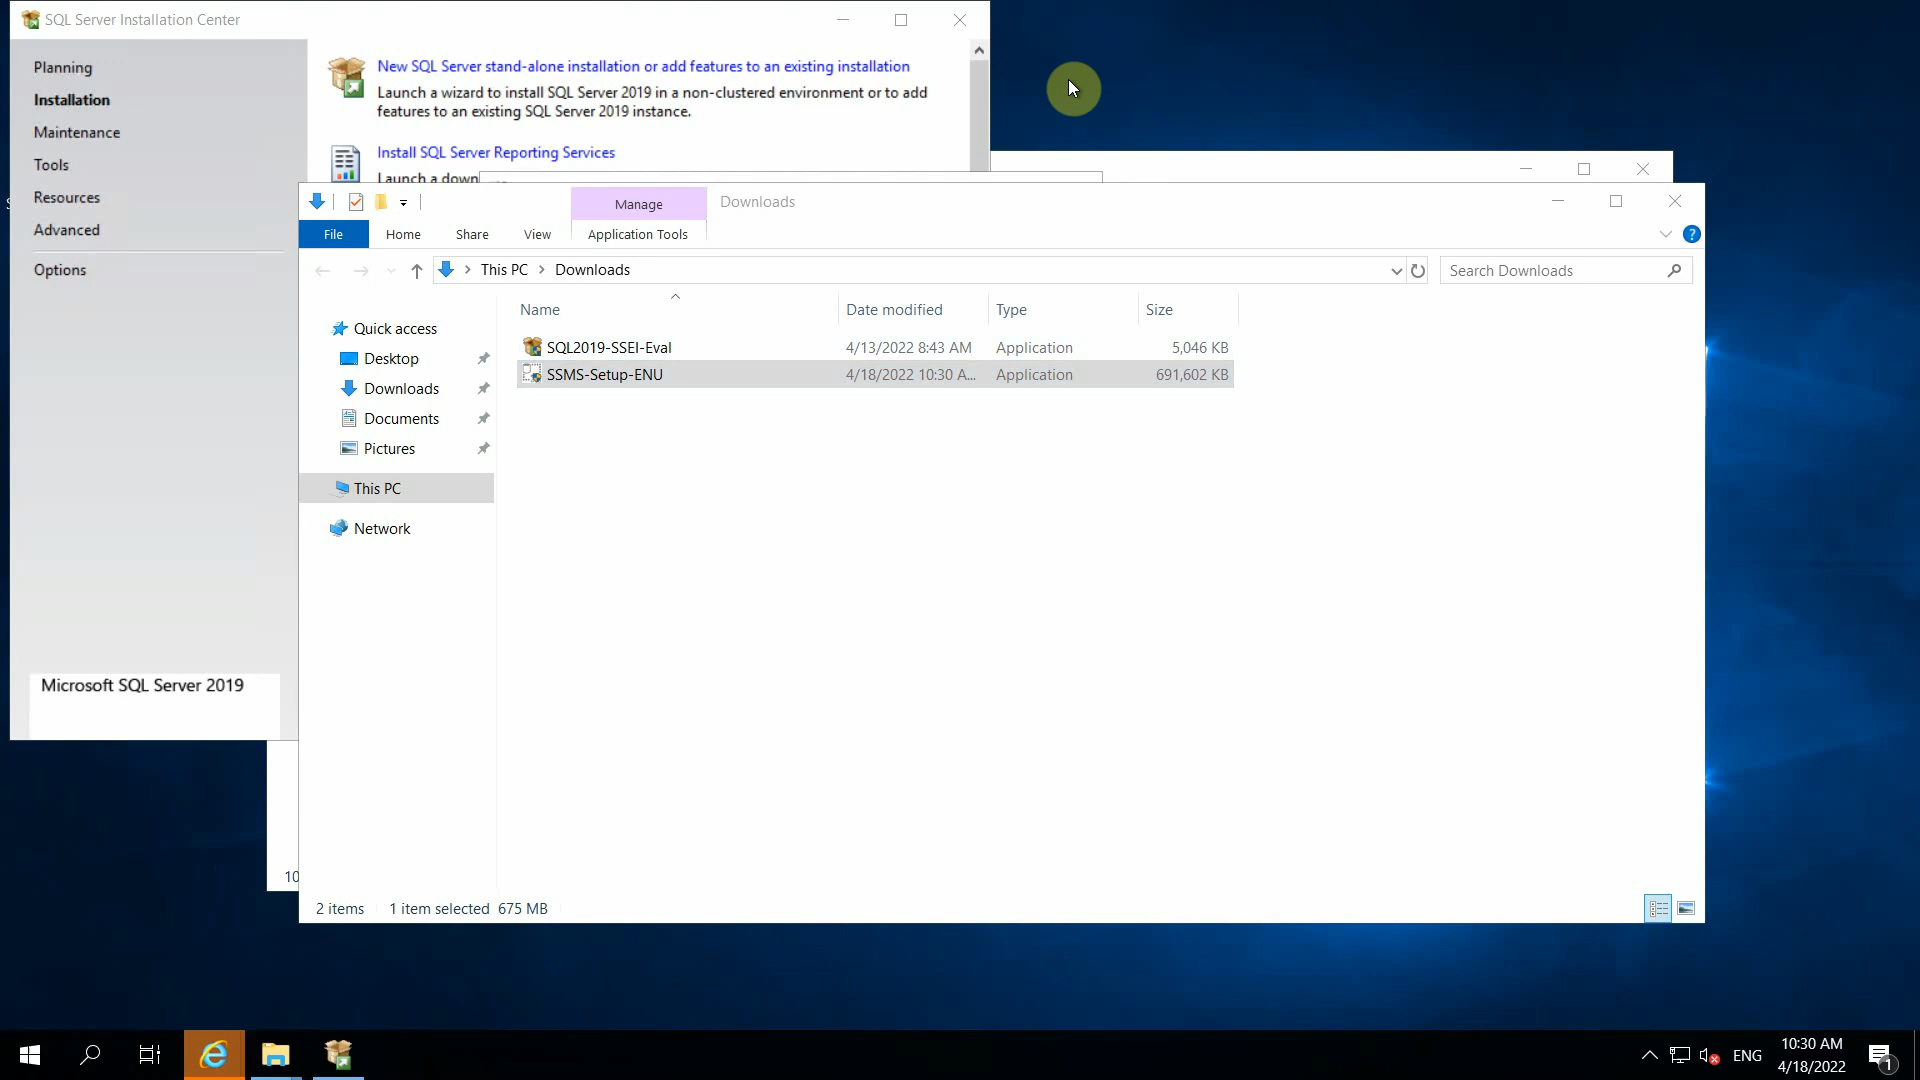 SQL Server Installation Center
Planning
Installation
Maintenance
Tools
Resources
Advanced
Options
Microsoft SQL Server 2019
New SQL Server stand-alone installation or add features to an existing installation
Launch a wizard to install SQL Server 2019 in a non-clustered environment or to add
features to an existing SQL Server 2019 instance.
Install SQL Server Reporting Services
Launch a down
Manage
Downloads
File
Home
Share
View
Application Tools
This PC
Downloads
Search Downloads
Name
Date modified
Type
Size
SQL2019-SSEI-Eval
4/13/2022 8:43 AM
Application
5,046 KB
SSMS-Setup-ENU
4/18/2022 10:30 A...
Application
691,602 KB
Quick access
Desktop
Downloads
Documents
Pictures
This PC
Network
10
2 items
1 item selected 675 MB
ENG
10:30 AM
4/18/2022
1